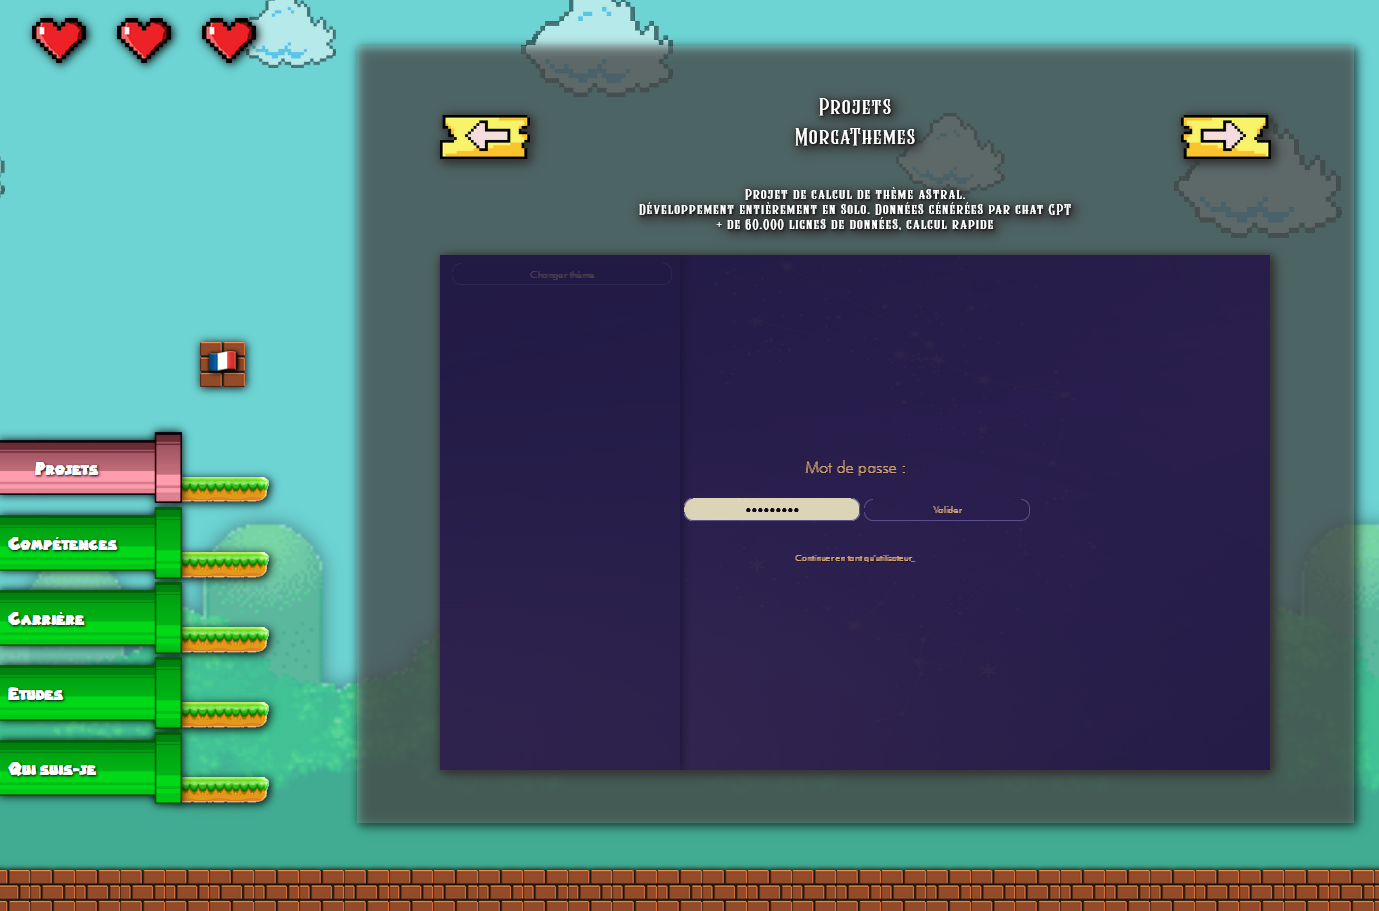 Projets
MorgaThemes
Projet de calcul de thème astral.
Développement entièrement en solo. Données générées par chat GPT
+ de 60.000 lignes de données, calcul rapide
Changer thème
Mot de passe :
•••••••••
Valider
Continuer en tant qu'utilisateur_
Projets
Compétences
Carrière
Etudes
Qui suis-je